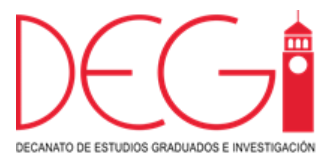 DEGI
DECANATO DE ESTUDIOS GRADUADOS E INVESTIGACIÓN